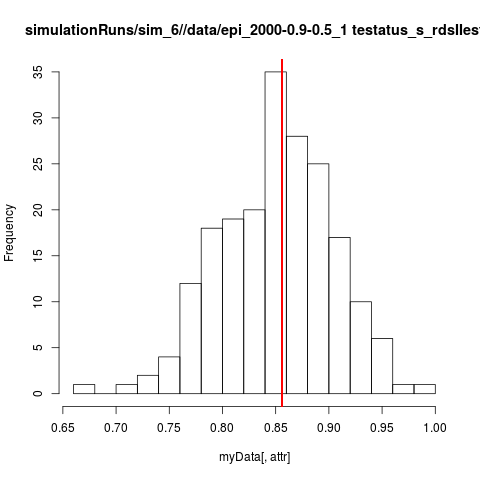 simulationRuns/sim_6//data/epi_2000-0.9-0.5_1 testatus_s_rdsllest
Frequency
35
30
25
20
15
10
5
0
0.65 0.70 0.75 0.80 0.85 0.90 0.95 1.00
myData[, attr]